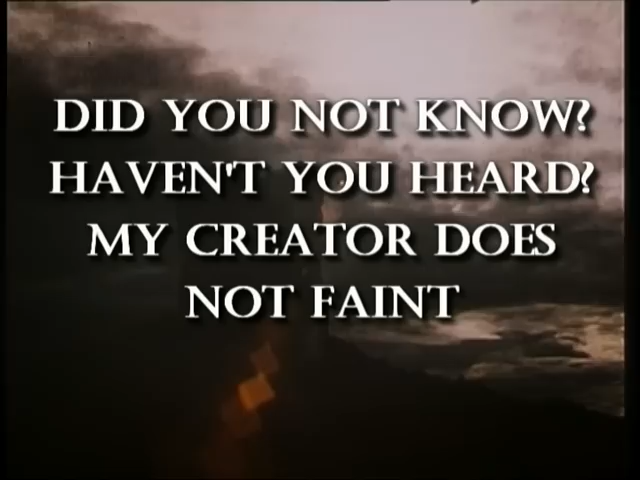 DID YOU NOT KNOW?
HAVEN'T YOU HEARD?
MY CREATOR DOES
NOT FAINT